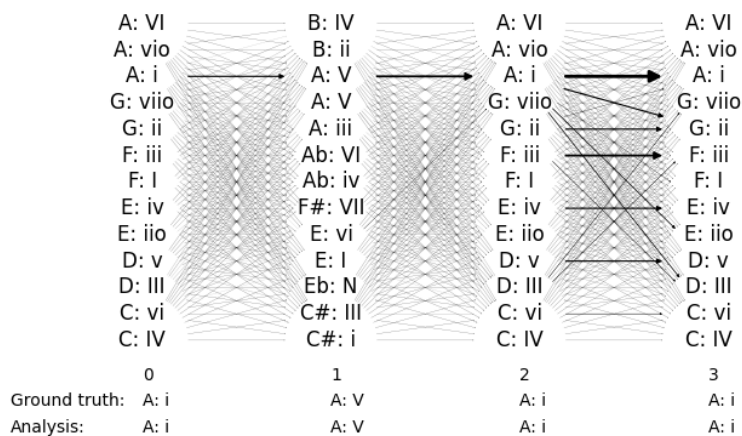 A: VI B: IV A: VI A: VI
A: vio B: ii A: vio A: vio
A: i A: V A: i A: i
G: viio A: V G: viio G: viio
G: ii A: iii G: ii G: ii
F: iii Ab: VI F: iii F: iii
F: I Ab: iv F: I F: I
E: iv F#: VII E: iv E: iv
E: iio E: vi E: iio E: iio
D: v E: I D: v D: v
D: III Eb: N D: III D: III
C: vi C#: III C: vi C: vi
C: IV C#: i C: IV C: IV
0 1 2 3
Ground truth: A: i A: V A: i A: i
Analysis: A: i A: V A: i A: i